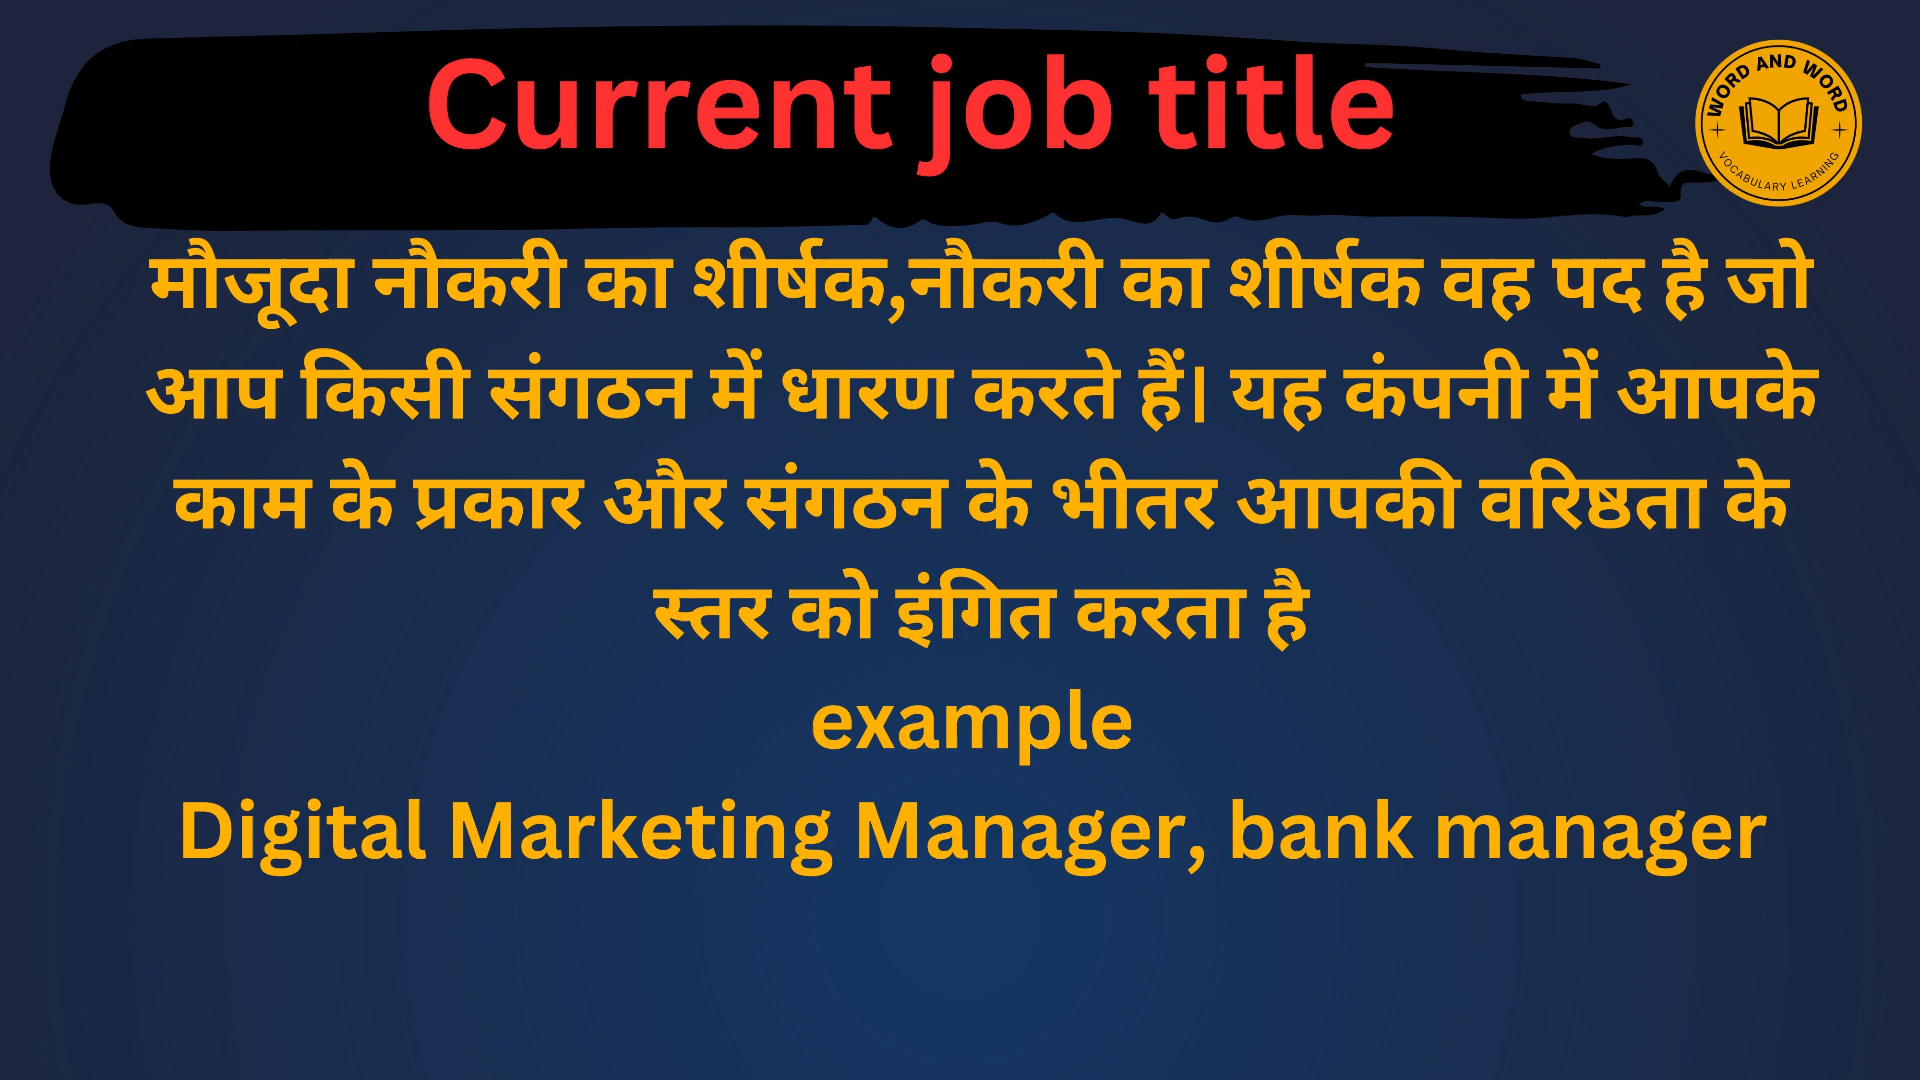 Current job title
WORD AND WORD
VOCABULARY LEARNING
मौजूदा नौकरी का शीर्षक,नौकरी का शीर्षक वह पद है जो
आप किसी संगठन में धारण करते हैं। यह कंपनी में आपके
काम के प्रकार और संगठन के भीतर आपकी वरिष्ठता के
स्तर को इंगित करता है
example
Digital Marketing Manager, bank manager